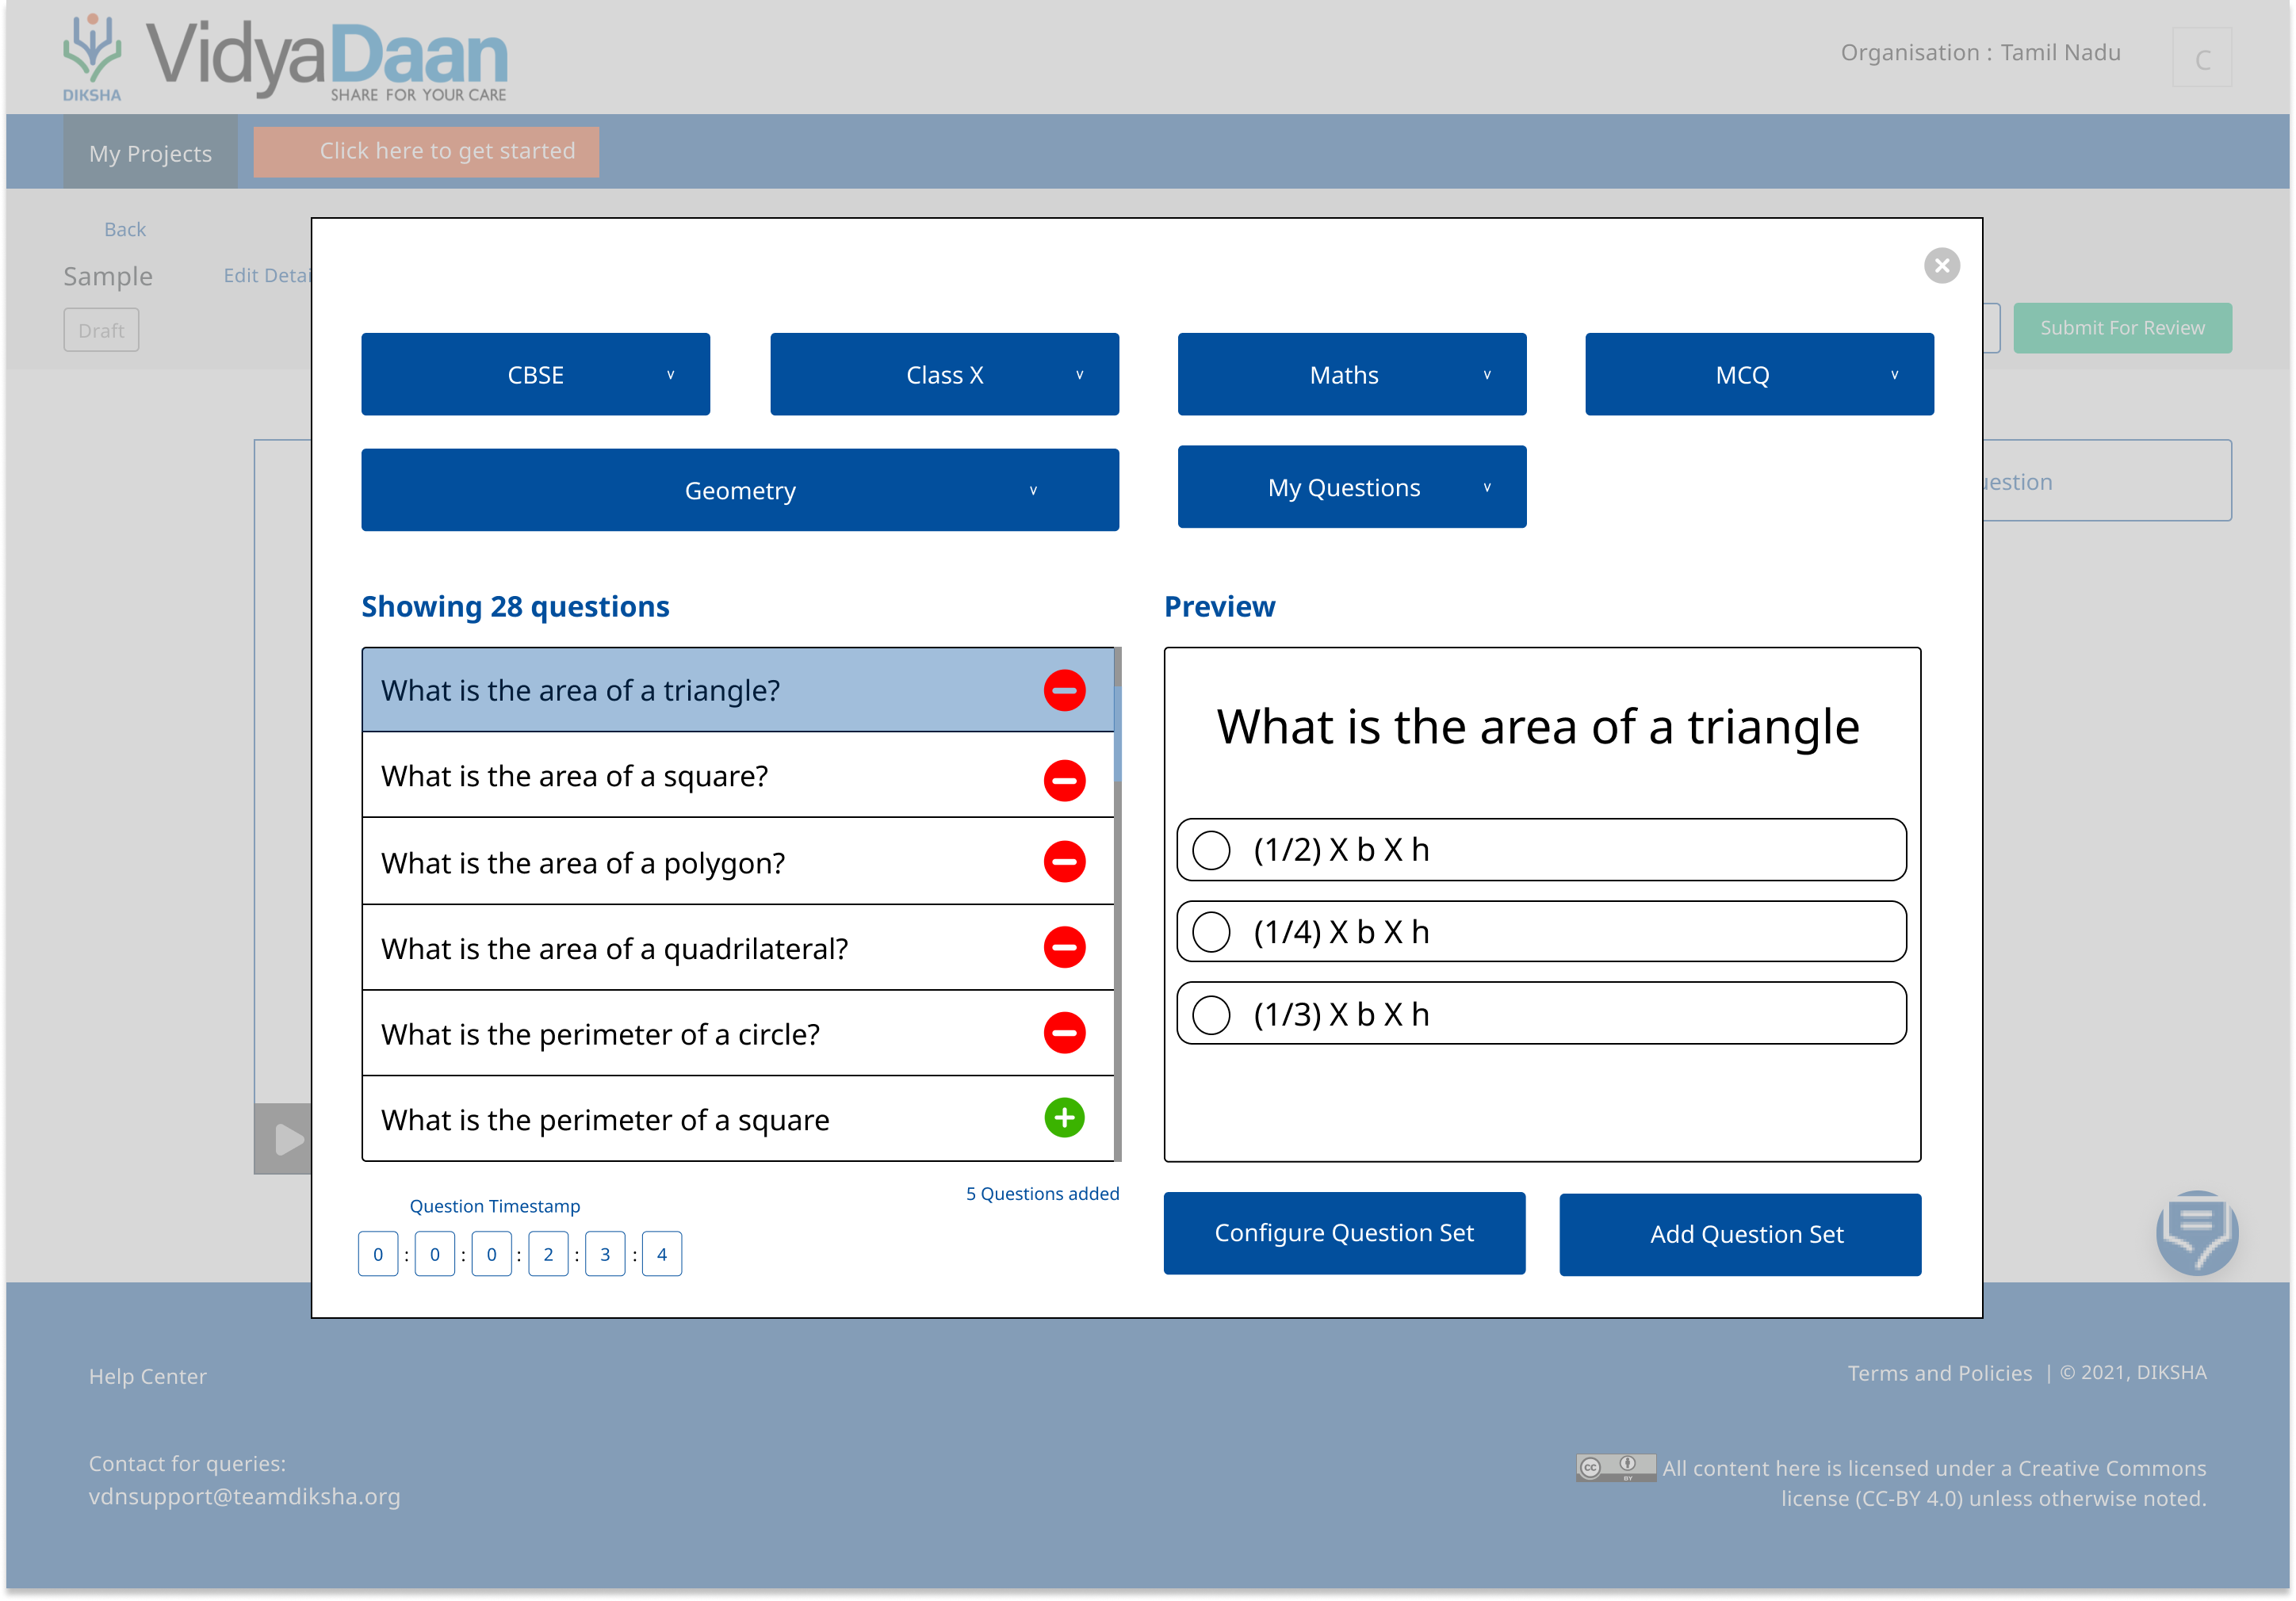 DIKSHA
VidyaDaan
SHARE FOR YOUR CARE
Organisation : Tamil Nadu
C
My Projects
Click here to get started
Back
Sample
Edit Detai
Draft
Submit For Review
CBSE v
Class X v
Maths v
MCQ v
Geometry v
My Questions v
uestion
Showing 28 questions
What is the area of a triangle?
What is the area of a square?
What is the area of a polygon?
What is the area of a quadrilateral?
What is the perimeter of a circle?
What is the perimeter of a square
5 Questions added
Question Timestamp
0 : 0 : 0 : 2 : 3 : 4
Preview
What is the area of a triangle
(1/2) X b X h
(1/4) X b X h
(1/3) X b X h
Configure Question Set
Add Question Set
Help Center
Terms and Policies | © 2021, DIKSHA
Contact for queries:
vdnsupport@teamdiksha.org
CC BY
All content here is licensed under a Creative Commons
license (CC-BY 4.0) unless otherwise noted.